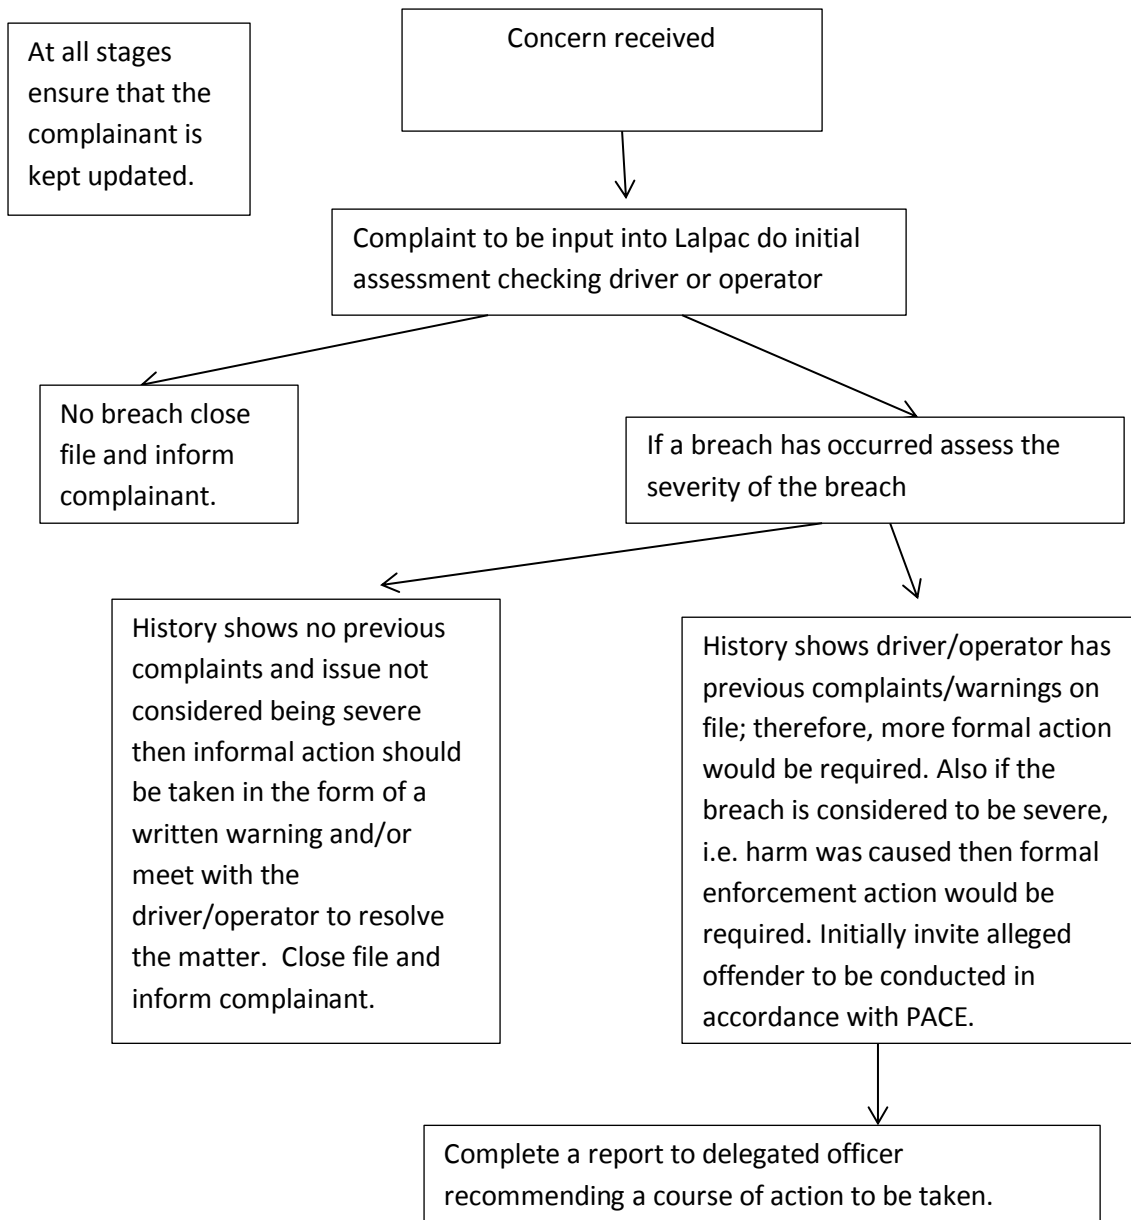 At all stages
ensure that the
complainant is
kept updated.
Concern received
Complaint to be input into Lalpac do initial
assessment checking driver or operator
No breach close
file and inform
complainant.
If a breach has occurred assess the
severity of the breach
History shows no previous
complaints and issue not
considered being severe
then informal action should
be taken in the form of a
written warning and/or
meet with the
driver/operator to resolve
the matter.  Close file and
inform complainant.
History shows driver/operator has
previous complaints/warnings on
file; therefore, more formal action
would be required. Also if the
breach is considered to be severe,
i.e. harm was caused then formal
enforcement action would be
required. Initially invite alleged
offender to be conducted in
accordance with PACE.
Complete a report to delegated officer
recommending a course of action to be taken.